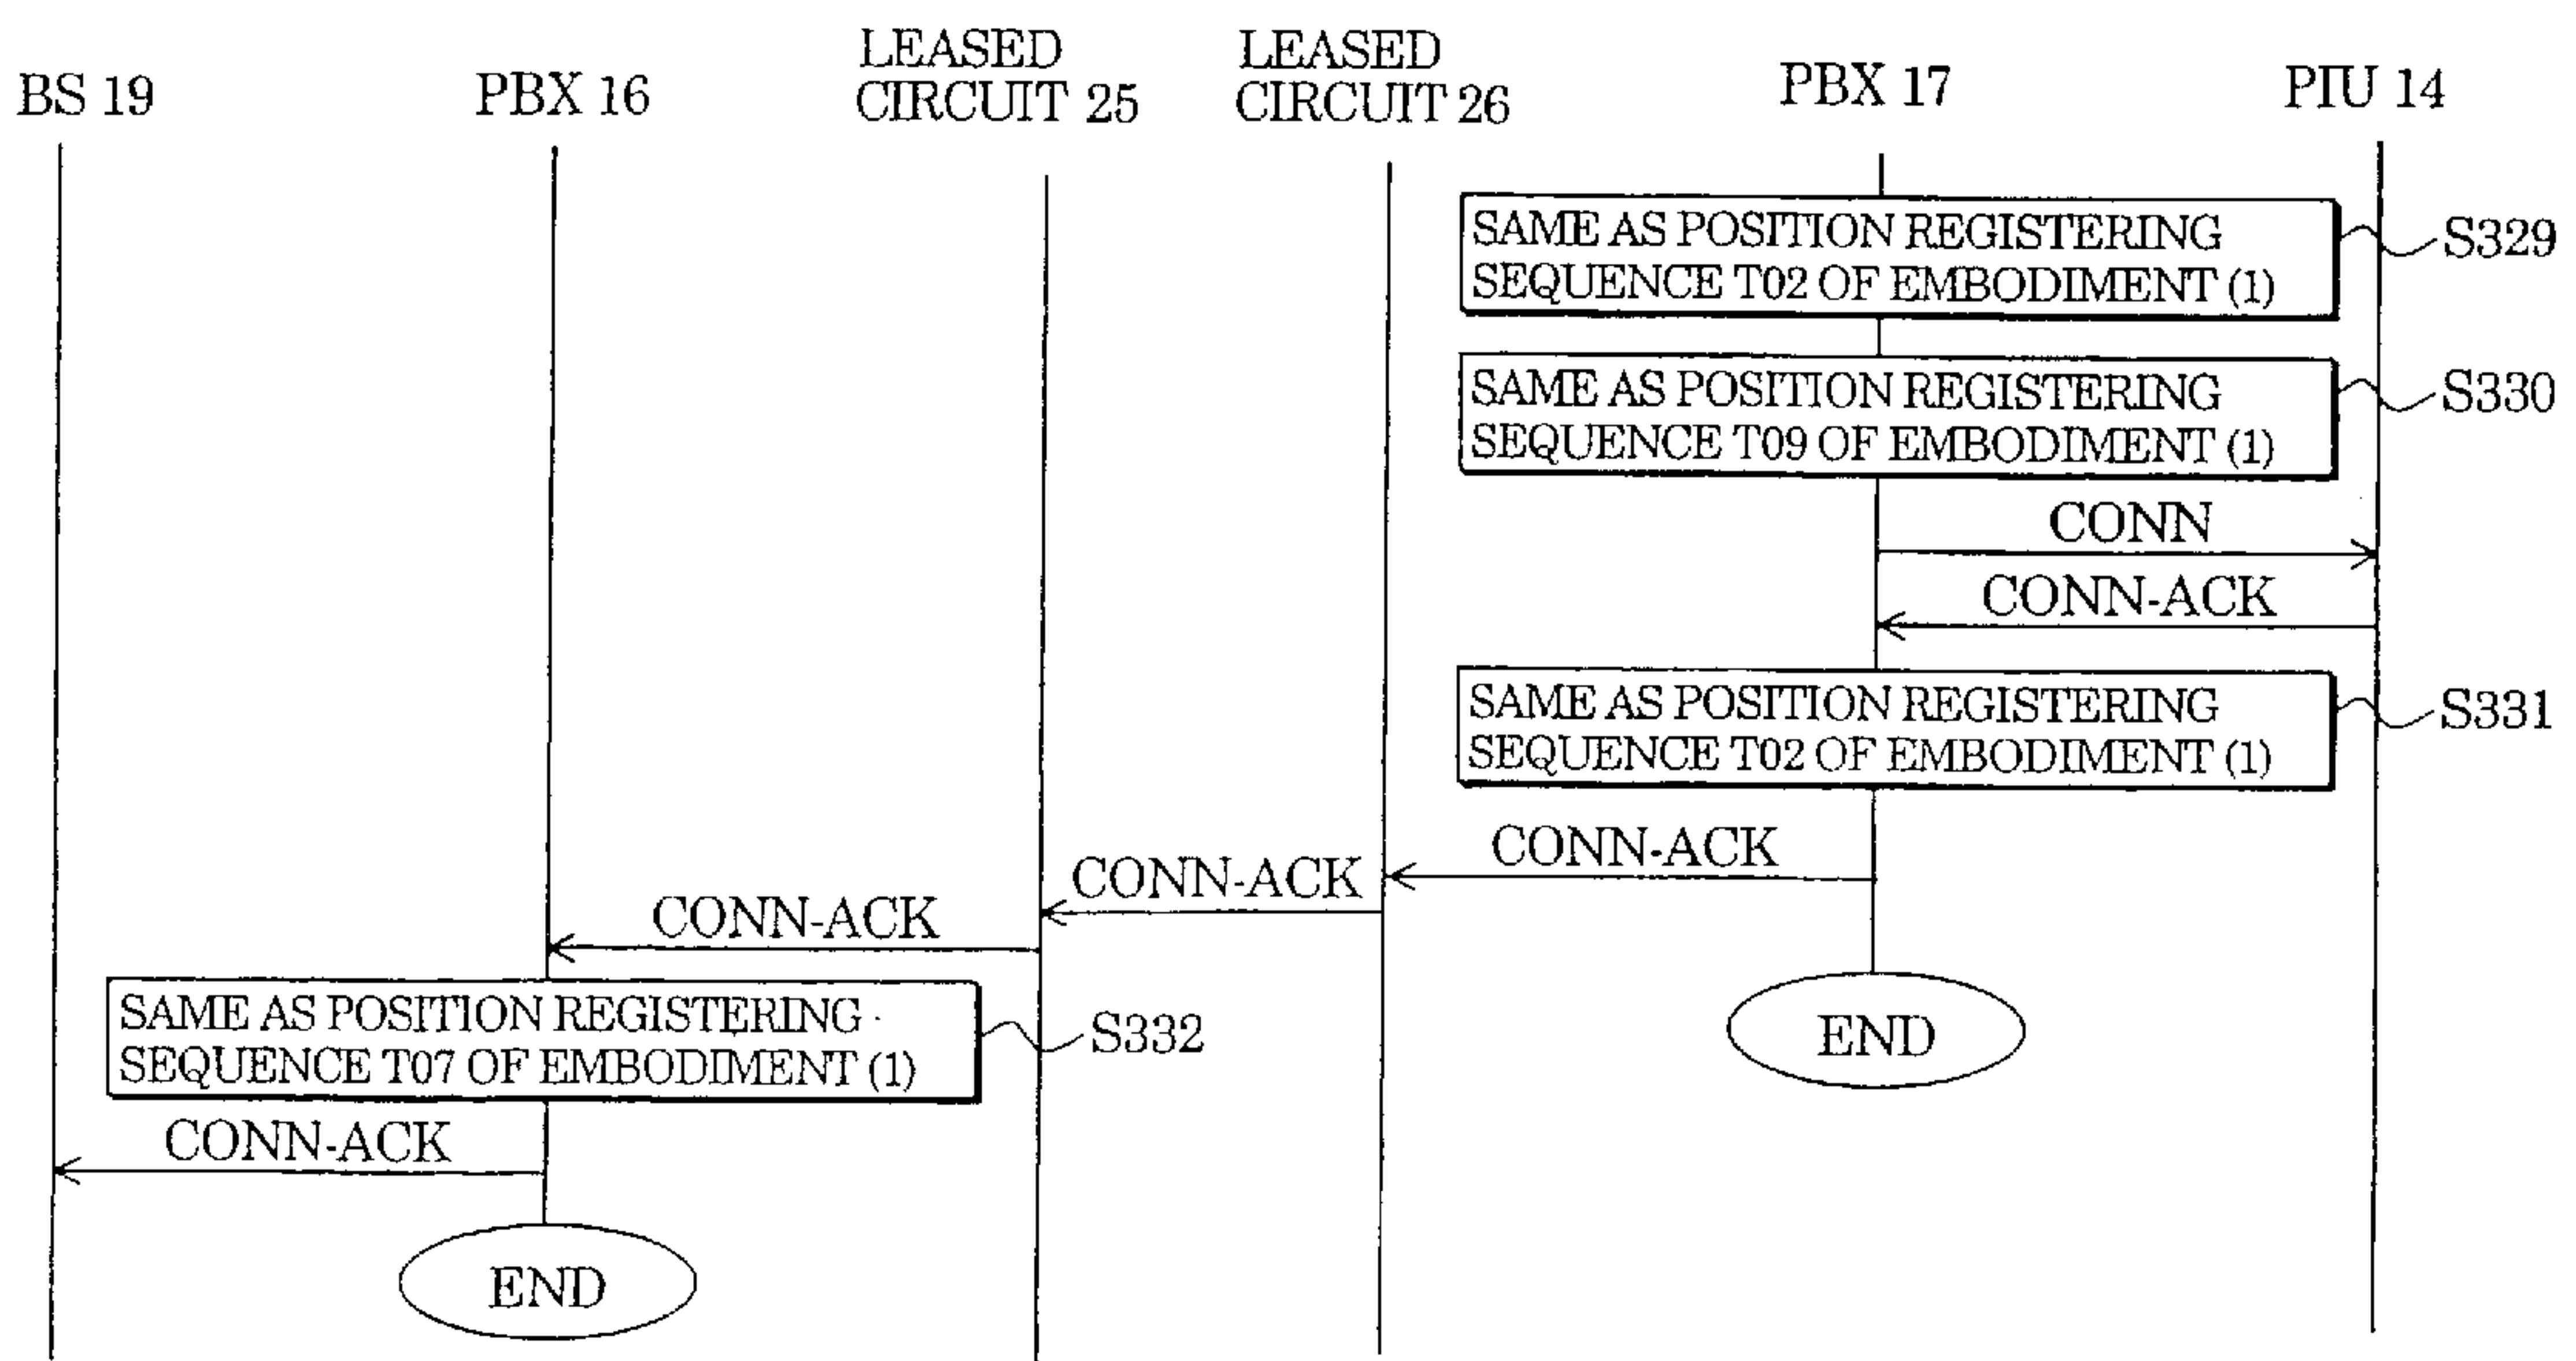 BS 19
PBX 16
LEASED
CIRCUIT 25
LEASED
CIRCUIT 26
PBX 17
PIU 14
SAME AS POSITION REGISTERING
SEQUENCE T02 OF EMBODIMENT (1)
S329
SAME AS POSITION REGISTERING
SEQUENCE T09 OF EMBODIMENT (1)
S330
CONN
CONN-ACK
SAME AS POSITION REGISTERING
SEQUENCE T02 OF EMBODIMENT (1)
S331
CONN-ACK
CONN-ACK
CONN-ACK
SAME AS POSITION REGISTERING
SEQUENCE T07 OF EMBODIMENT (1)
S332
END
CONN-ACK
END